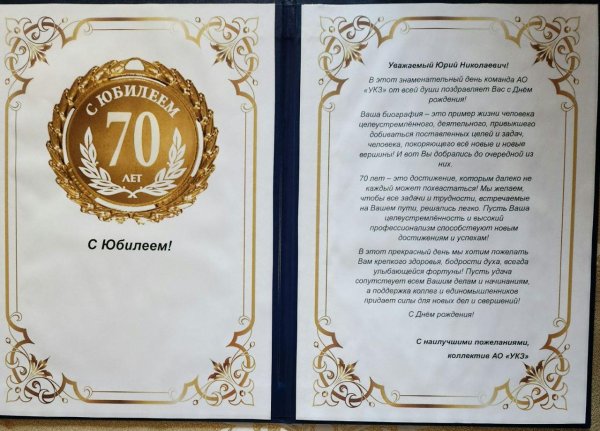 С ЮБИЛЕЕМ
70
ЛЕТ
С Юбилеем!
Уважаемый Юрий Николаевич!
В этот знаменательный день команда АО
«УКЗ» от всей души поздравляет Вас с Днём
рождения!
Ваша биография – это пример жизни человека
целеустремлённого, деятельного, привыкшего
добиваться поставленных целей и задач,
человека, покоряющего всё новые и новые
вершины! И вот Вы добрались до очередной из
них.
70 лет – это достижение, которым далеко не
каждый может похвастаться! Мы желаем,
чтобы все задачи и трудности, встречаемые
на Вашем пути, решались легко. Пусть Ваша
целеустремлённость и высокий
профессионализм способствуют новым
достижениям и успехам!
В этот прекрасный день мы хотим пожелать
Вам крепкого здоровья, бодрости духа, всегда
улыбающейся фортуны! Пусть удача
сопутствует всем Вашим делам и начинаниям,
а поддержка коллег и единомышленников
придает силы для новых дел и свершений!
С Днём рождения!
С наилучшими пожеланиями,
коллектив АО «УКЗ»